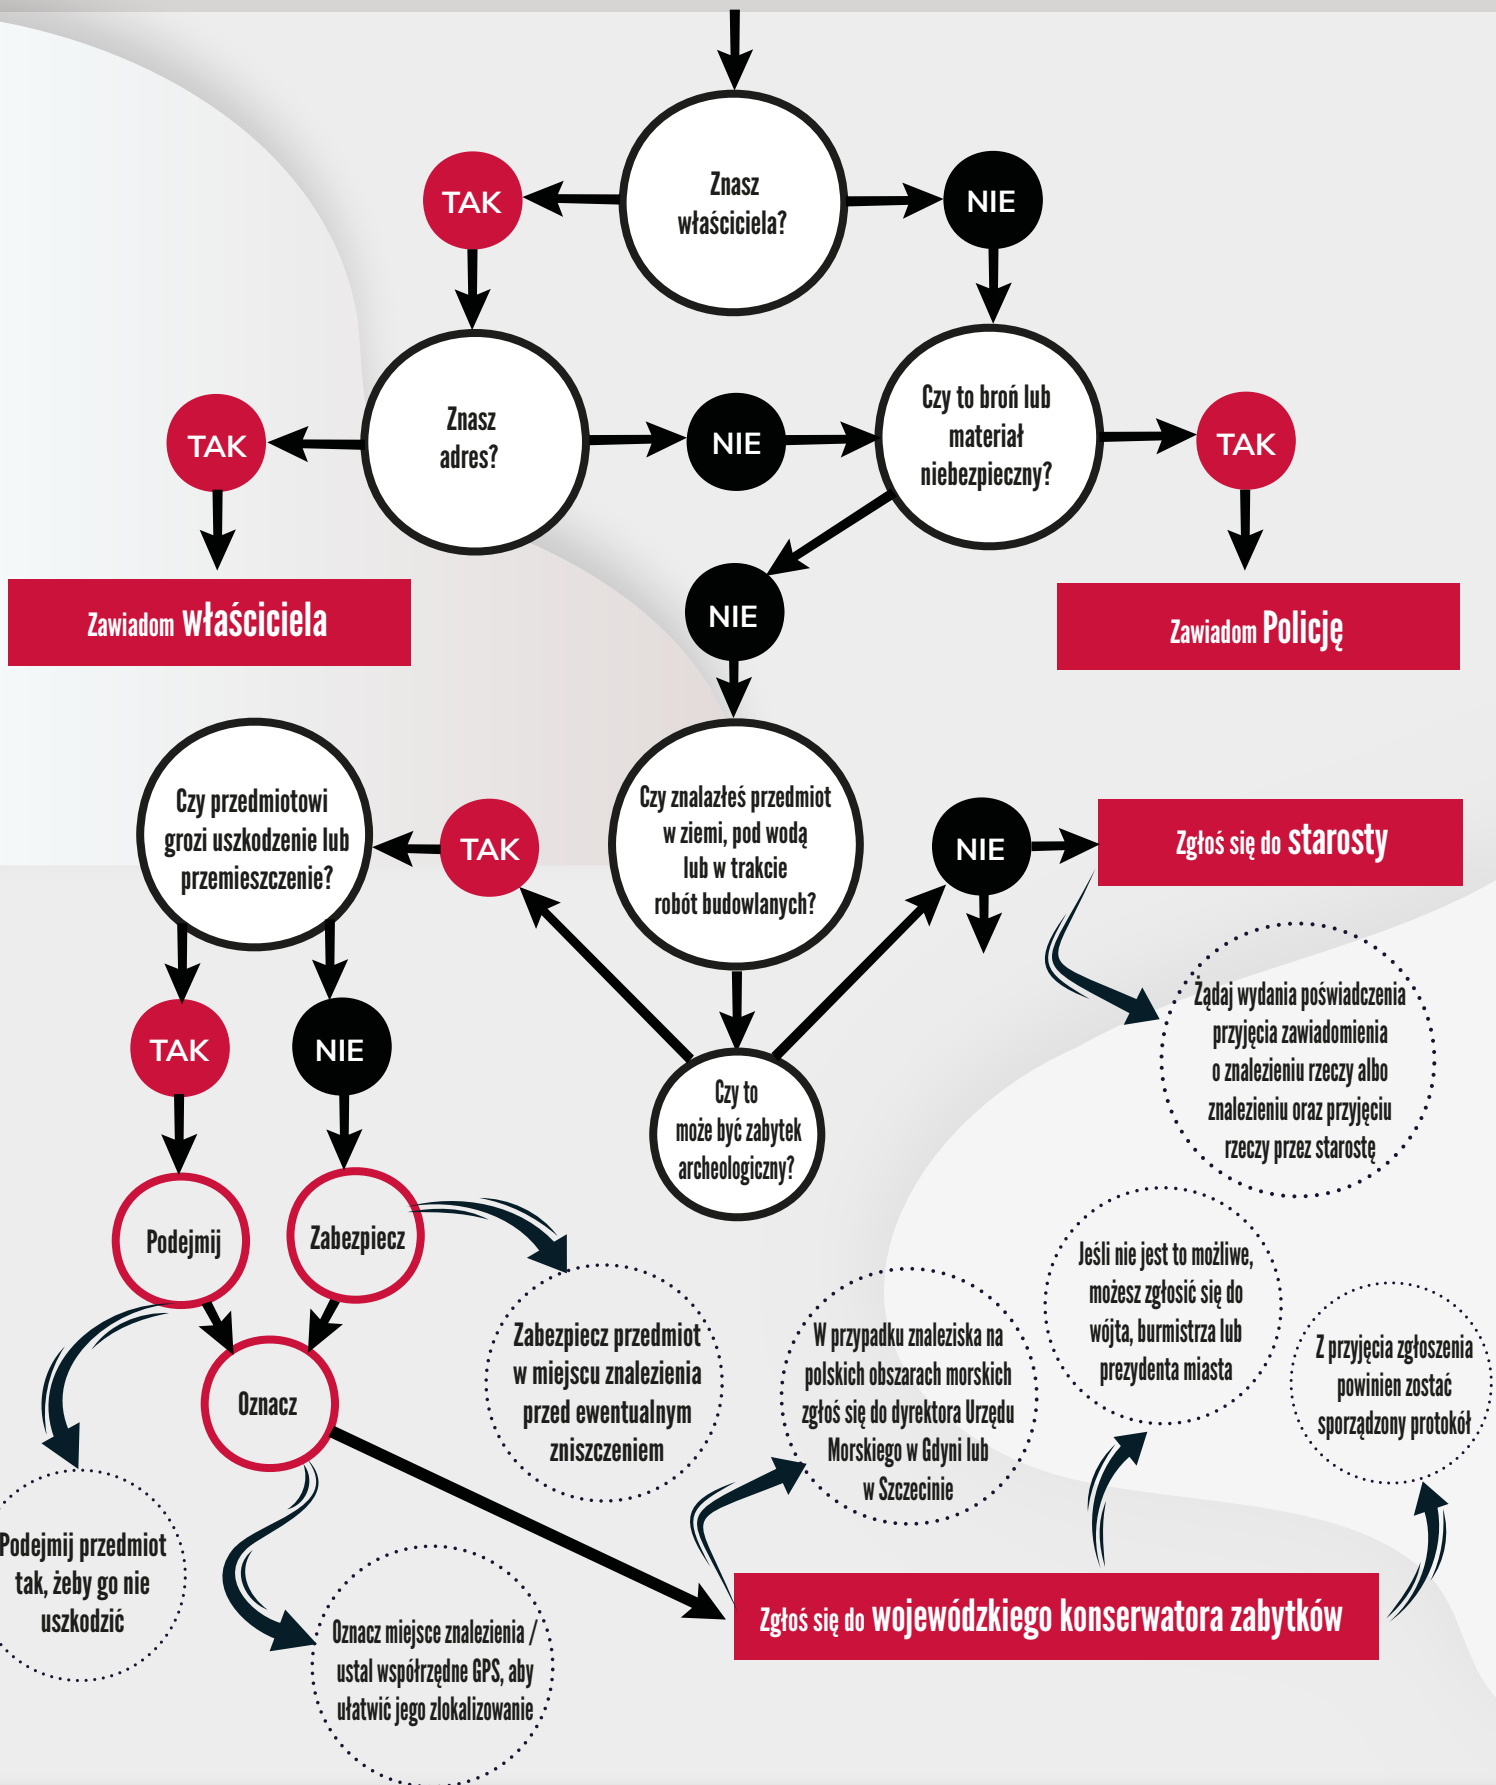 Znasz
właściciela?
TAK
NIE
Znasz
adres?
TAK
NIE
Czy to broń lub
materiał
niebezpieczny?
TAK
NIE
Zawiadom właściciela
Zawiadom Policję
Czy przedmiotowi
grozi uszkodzenie lub
przemieszczenie?
TAK
Czy znalazłeś przedmiot
w ziemi, pod wodą
lub w trakcie
robót budowlanych?
NIE
Zgłoś się do starosty
Żądaj wydania poświadczenia
przyjęcia zawiadomienia
o znalezieniu rzeczy albo
znalezieniu oraz przyjęciu
rzeczy przez starostę
TAK
NIE
Czy to
może być zabytek
archeologiczny?
Podejmij
Zabezpiecz
Oznacz
Zabezpiecz przedmiot
w miejscu znalezienia
przed ewentualnym
zniszczeniem
W przypadku znaleziska na
polskich obszarach morskich
zgłoś się do dyrektora Urzędu
Morskiego w Gdyni lub
w Szczecinie
Jeśli nie jest to możliwe,
możesz zgłosić się do
wójta, burmistrza lub
prezydenta miasta
Z przyjęcia zgłoszenia
powinien zostać
sporządzony protokół
Podejmij przedmiot
tak, żeby go nie
uszkodzić
Oznacz miejsce znalezienia /
ustal współrzędne GPS, aby
ułatwić jego zlokalizowanie
Zgłoś się do wojewódzkiego konserwatora zabytków